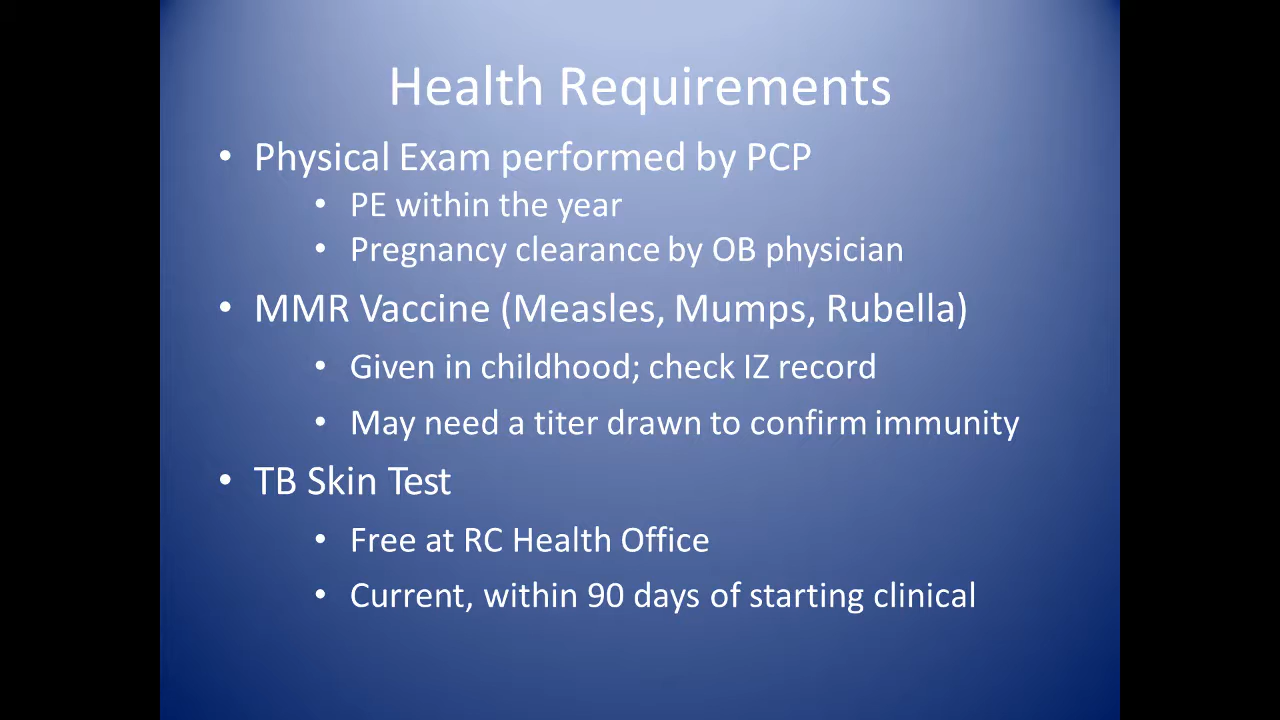 Health Requirements
• Physical Exam performed by PCP
• PE within the year
• Pregnancy clearance by OB physician
• MMR Vaccine (Measles, Mumps, Rubella)
• Given in childhood; check IZ record
• May need a titer drawn to confirm immunity
• TB Skin Test
• Free at RC Health Office
• Current, within 90 days of starting clinical